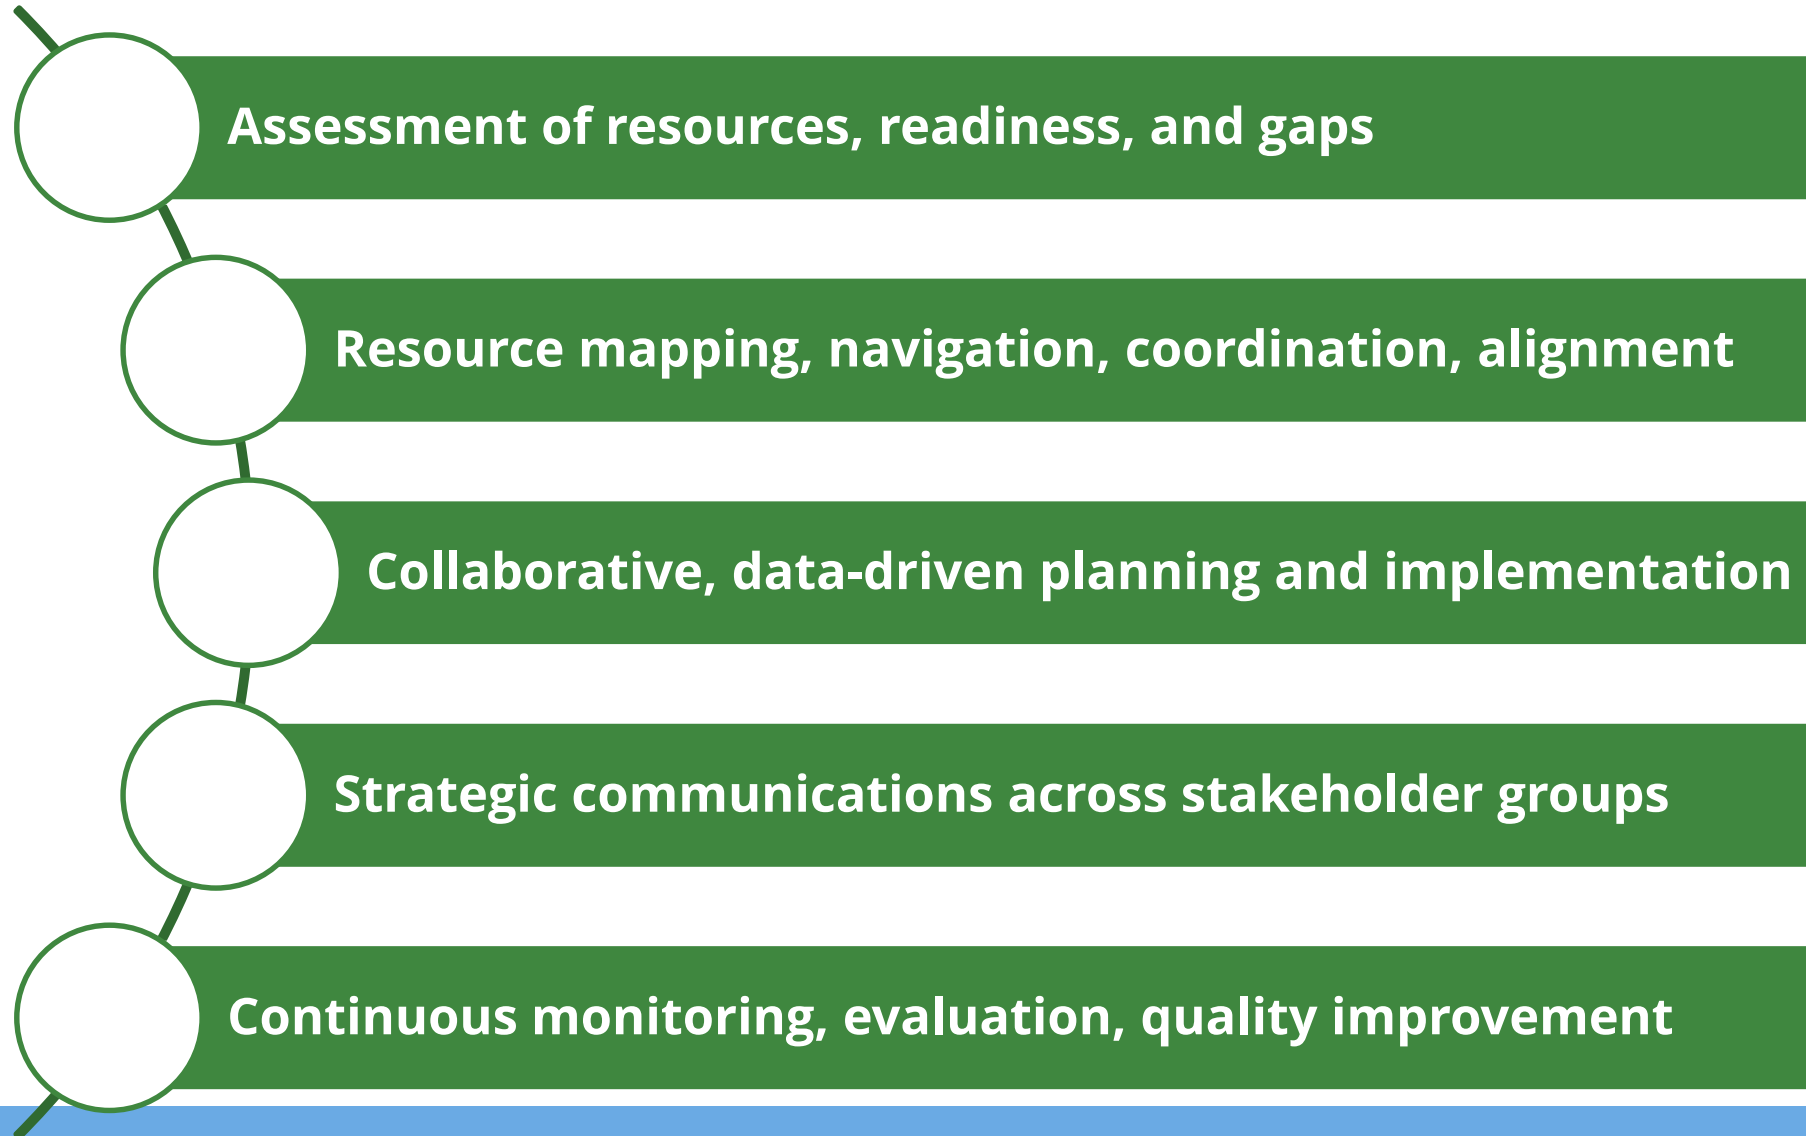 Assessment of resources, readiness, and gaps
Resource mapping, navigation, coordination, alignment
Collaborative, data-driven planning and implementation
Strategic communications across stakeholder groups
Continuous monitoring, evaluation, quality improvement